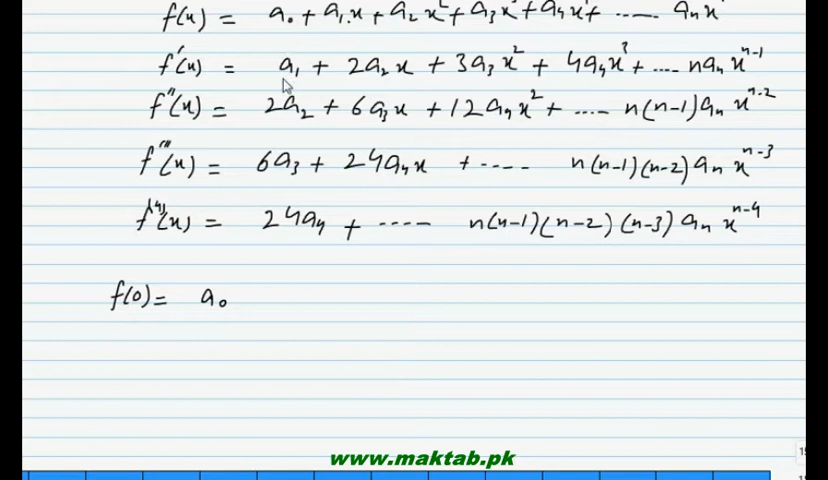 f(x) = a₀ + a₁x + a₂x² + a₃x³ + a₄x⁴ + ..... aₙxⁿ
f'(x) = a₁ + 2a₂x + 3a₃x² + 4a₄x³ + .... naₙxⁿ⁻¹
f''(x) = 2a₂ + 6a₃x + 12a₄x² + .... n(n-1)aₙxⁿ⁻²
f'''(x) = 6a₃ + 24a₄x + .... n(n-1)(n-2)aₙxⁿ⁻³
f⁽⁴⁾(x) = 24a₄ + .... n(n-1)(n-2)(n-3)aₙxⁿ⁻⁴
f(0) = a₀
www.maktab.pk